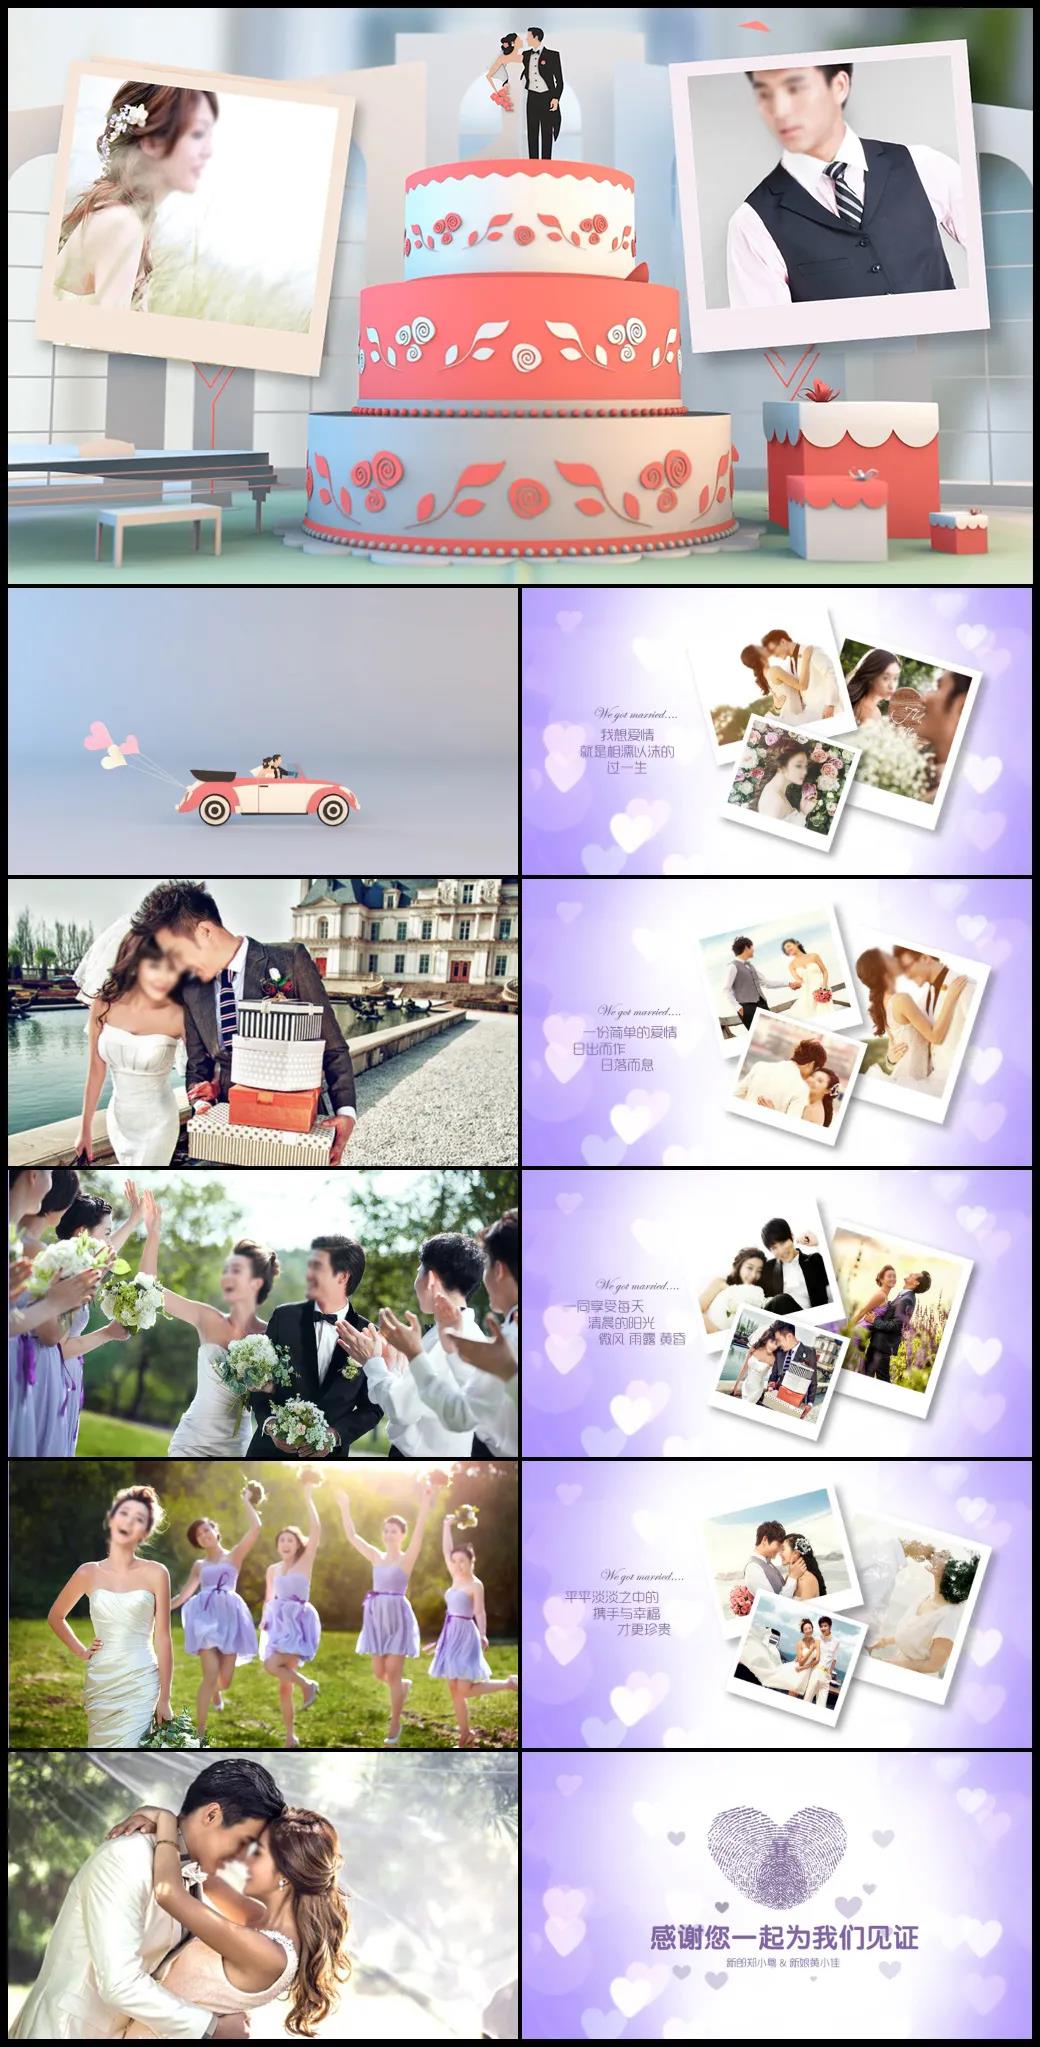 We got married....
我想爱情
就是相濡以沫的
过一生
We got married....
一份简单的爱情
日出而作
日落而息
We got married....
一同享受每天
清晨的阳光
微风 雨露 黄昏
We got married....
平平淡淡之中的
携手与幸福
才更珍贵
感谢您一起为我们见证
新郎郑小粤 & 新娘黄小佳